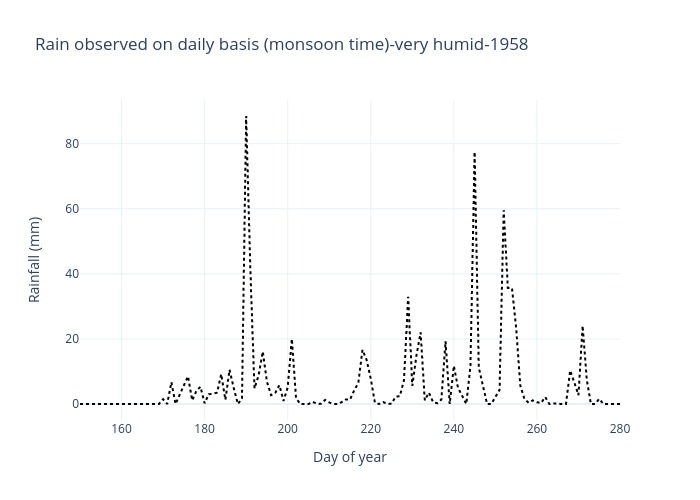 Rain observed on daily basis (monsoon time)-very humid-1958
80
60
40
20
0
Rainfall (mm)
160 180 200 220 240 260 280
Day of year